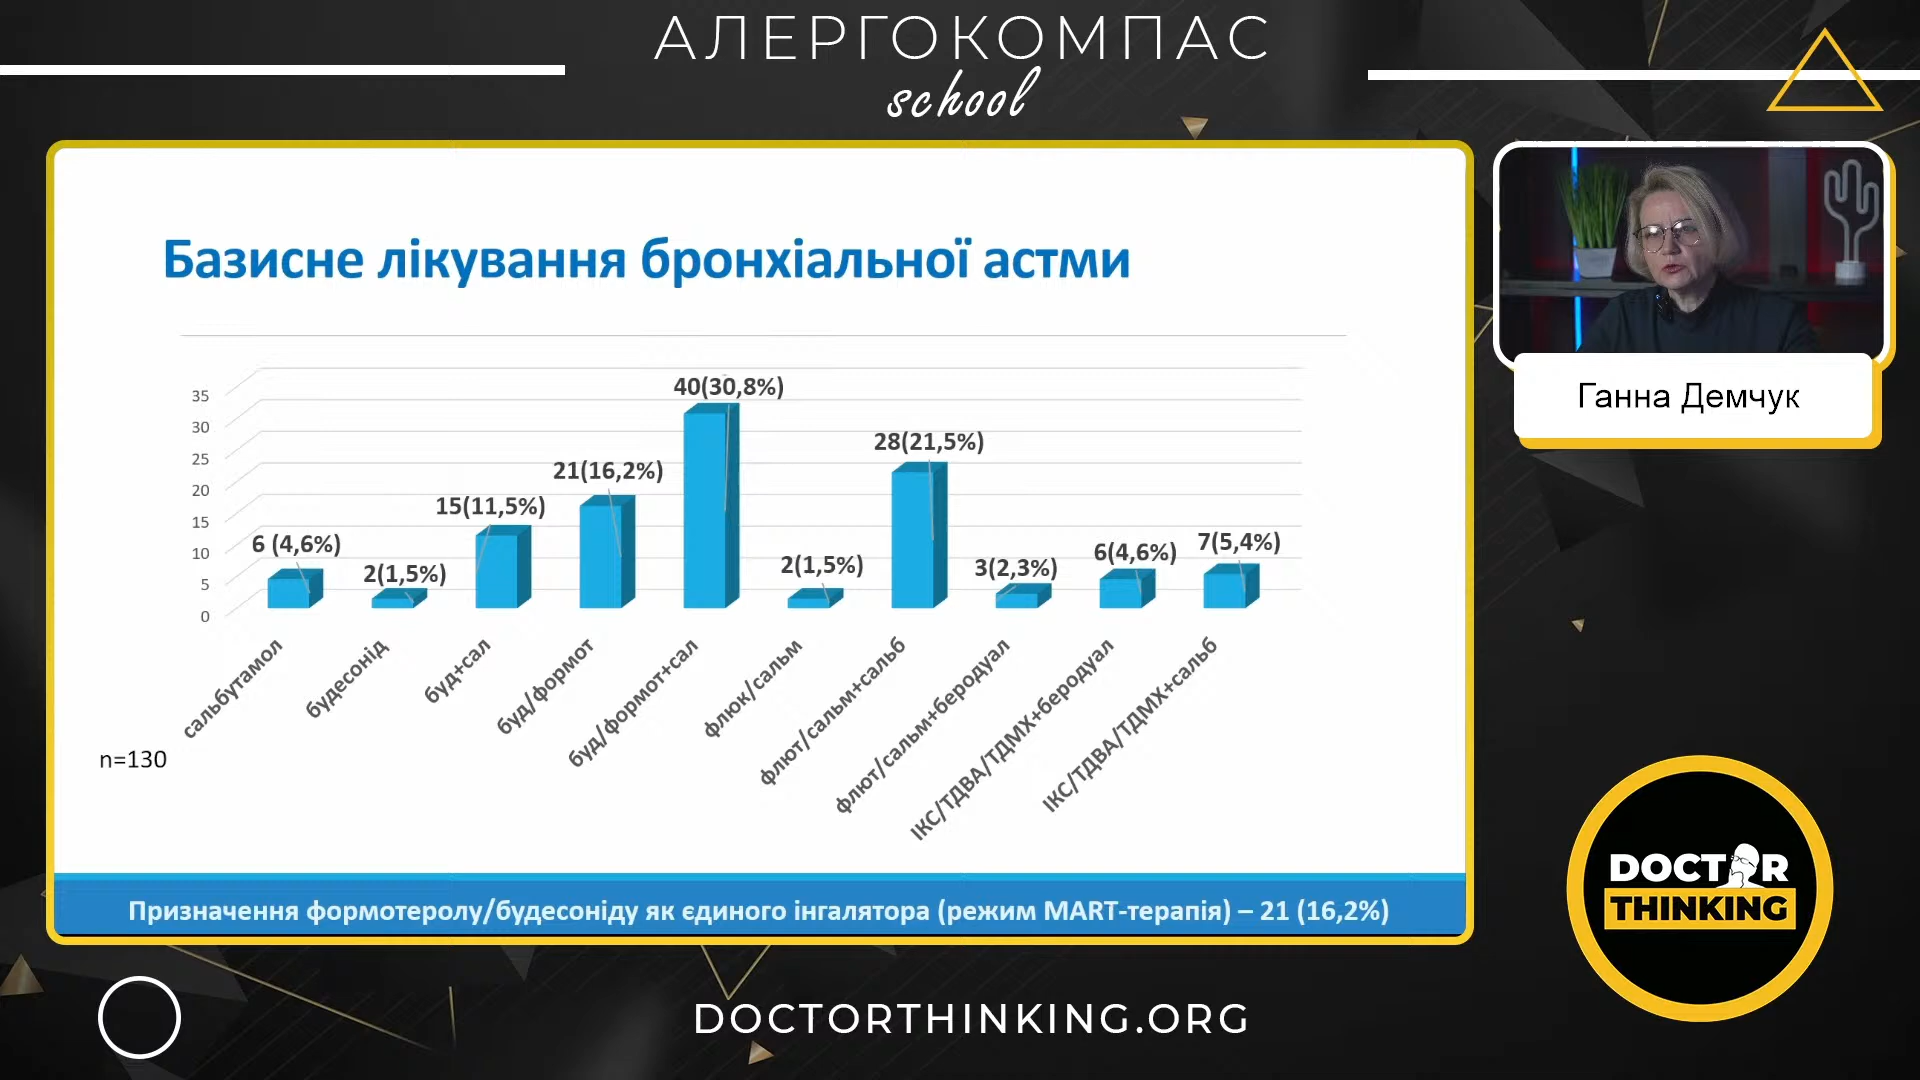 АЛЕРГОКОМПАС
school
Базисне лікування бронхіальної астми
35
30
25
20
15
10
5
0
6 (4,6%)
2(1,5%)
15(11,5%)
21(16,2%)
40(30,8%)
2(1,5%)
28(21,5%)
3(2,3%)
6(4,6%)
7(5,4%)
сальбутамол
будесонід
буд+сал
буд/формот
буд/формот+сал
флюк/сальм
флют/сальм+сальб
флют/сальм+беродуал
ІКС/ТДВА/ТДМХ+беродуал
ІКС/ТДВА/ТДМХ+сальб
n=130
Призначення формотеролу/будесоніду як єдиного інгалятора (режим MART-терапія) – 21 (16,2%)
Ганна Демчук
DOCTOR
THINKING
DOCTORTHINKING.ORG